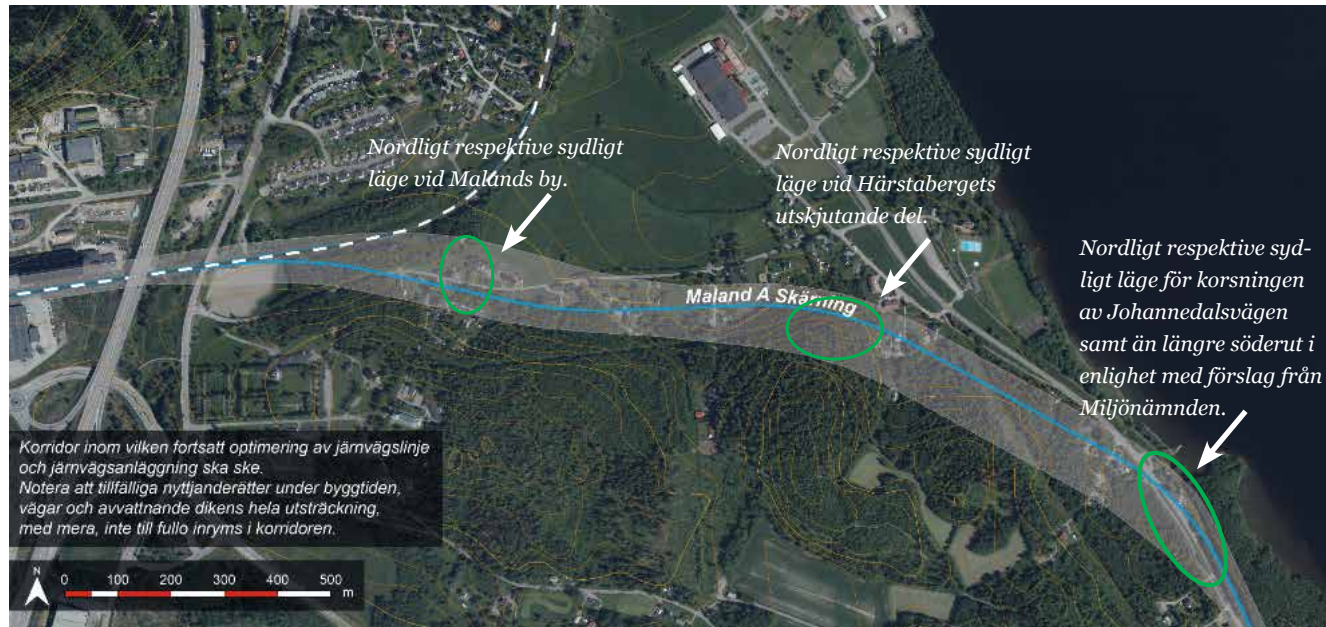 Nordligt respektive sydligt
läge vid Malands by.
Nordligt respektive sydligt
läge vid Härstabergets
utskjutande del.
Nordligt respektive syd-
ligt läge för korsningen
av Johannedalsvägen
samt än längre söderut i
enlighet med förslag från
Miljönämnden.
Maland A Skärning
Korridor inom vilken fortsatt optimering av järnvägslinje
och järnvägsanläggning ska ske.
Notera att tillfälliga nyttjanderätter under byggtiden,
vägar och avvattnande dikens hela utsträckning,
med mera, inte till fullo inryms i korridoren.
N
0 100 200 300 400 500
m